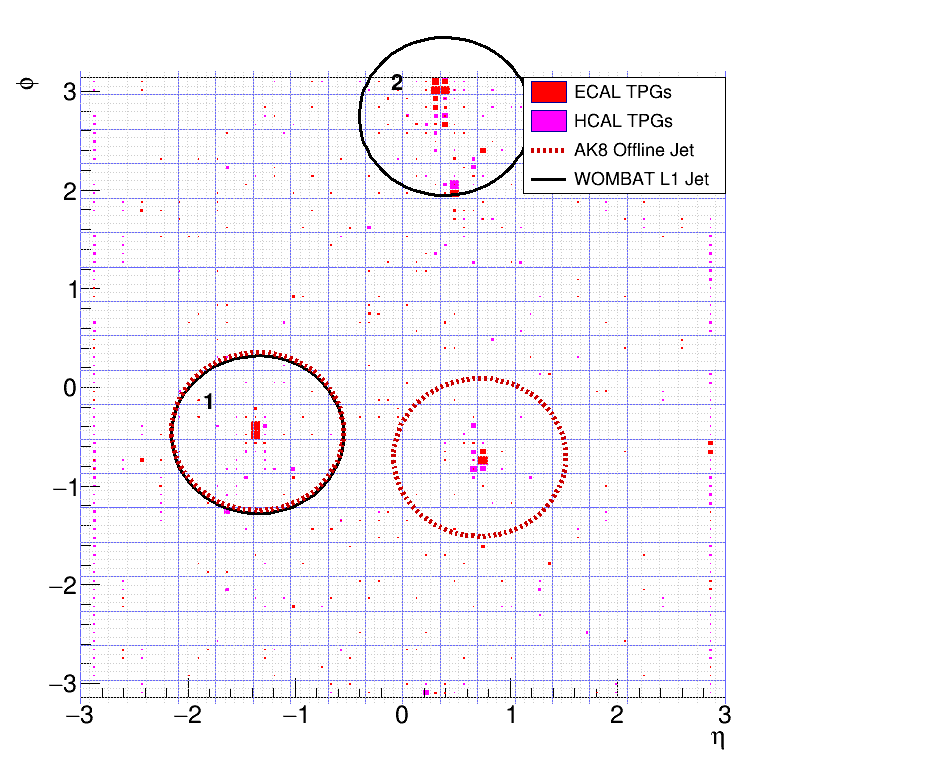 ϕ
3
2
1
0
−1
−2
−3
2
ECAL TPGs
HCAL TPGs
AK8 Offline Jet
WOMBAT L1 Jet
1
−3 −2 −1 0 1 2 3
η